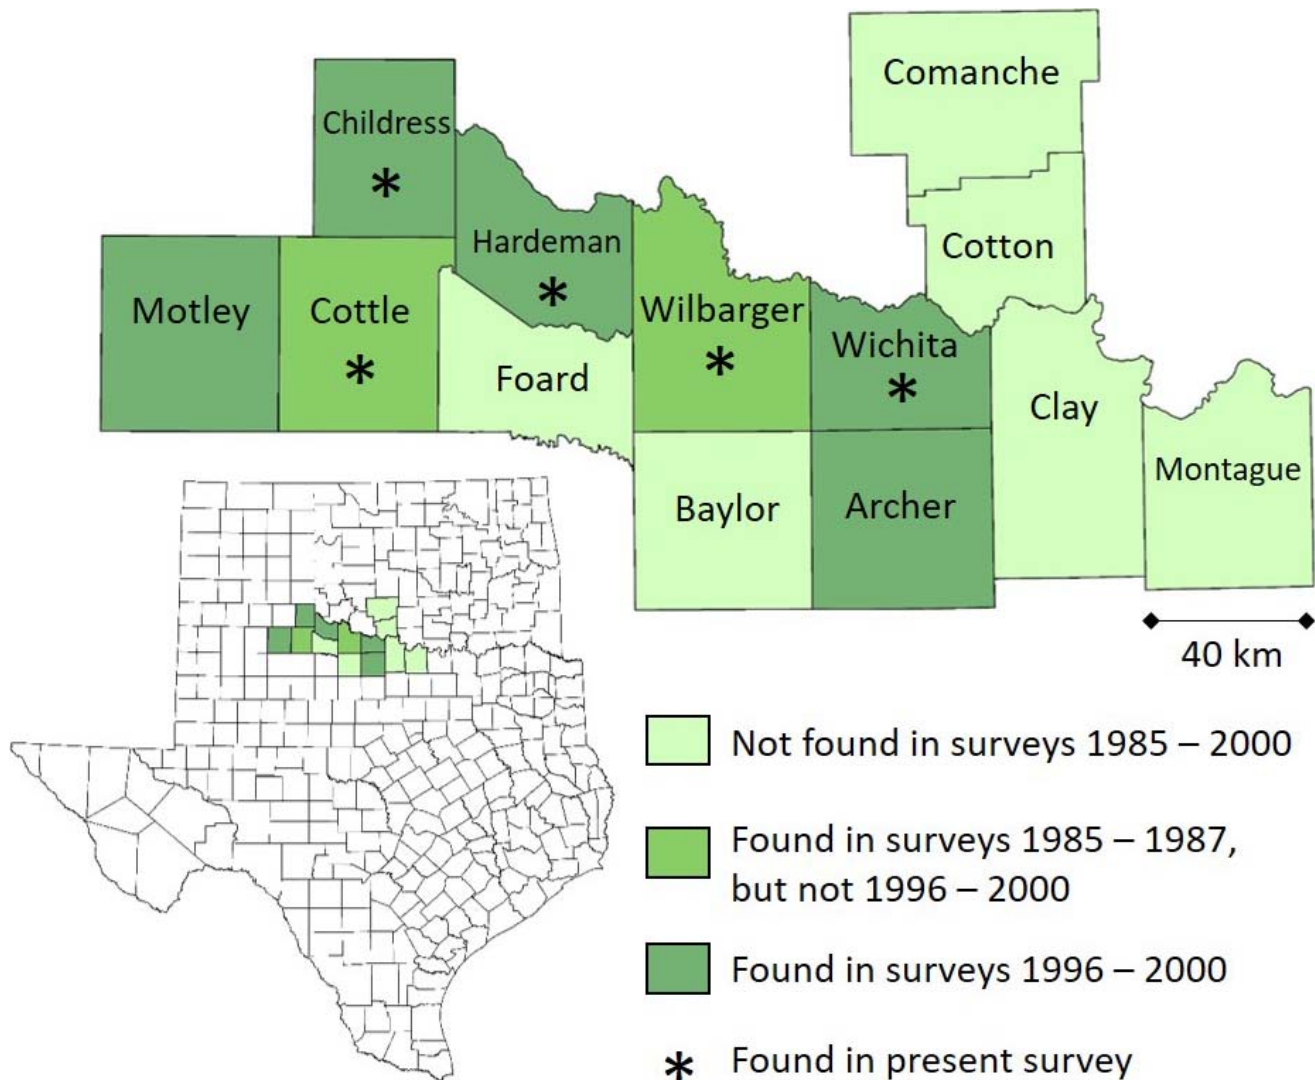 Comanche
Childress
*
Hardeman
*
Cotton
Motley
Cottle
*
Wilbarger
*
Wichita
*
Foard
Clay
Montague
Baylor
Archer
40 km
Not found in surveys 1985 – 2000
Found in surveys 1985 – 1987,
but not 1996 – 2000
Found in surveys 1996 – 2000
* Found in present survey